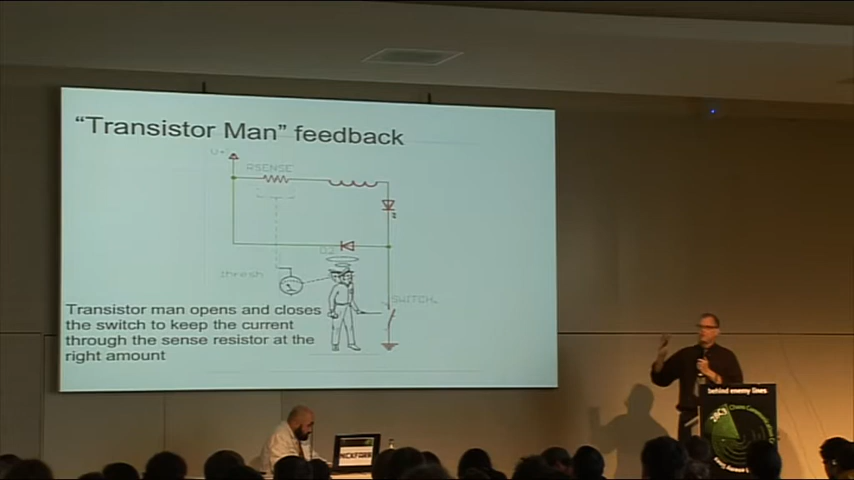 “Transistor Man” feedback
RSENSE
thresh
SWITCH
Transistor man opens and closes
the switch to keep the current
through the sense resistor at the
right amount
behind enemy lines